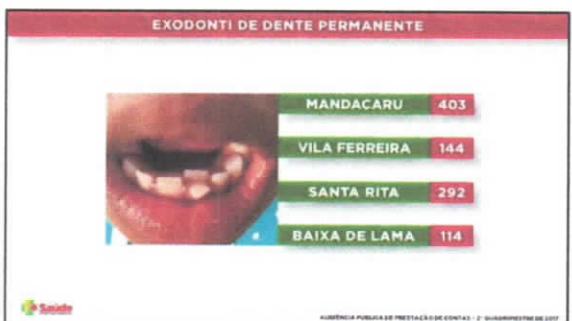 EXODONTI DE DENTE PERMANENTE
MANDACARU 403
VILA FERREIRA 144
SANTA RITA 292
BAIXA DE LAMA 114
Saúde
AUDIÊNCIA PÚBLICA DE PRESTAÇÃO DE CONTAS - 2º QUADRIMESTRE DE 2017